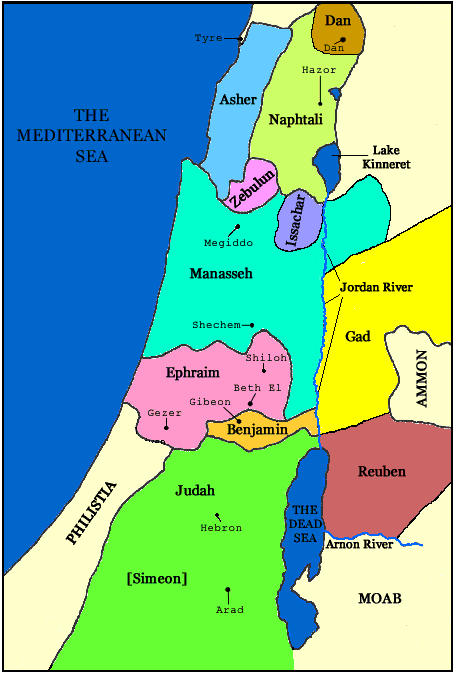 Dan
Tyre
Dan
Hazor
Asher
Naphtali
THE
MEDITERRANEAN
SEA
Lake
Kinneret
Zebulun
Issachar
Megiddo
Manasseh
Jordan River
Shechem
Gad
Shiloh
Ephraim
AMMON
Beth El
Gibeon
Gezer
Benjamin
Reuben
Judah
PHILISTIA
THE
DEAD
SEA
Hebron
Arnon River
[Simeon]
MOAB
Arad